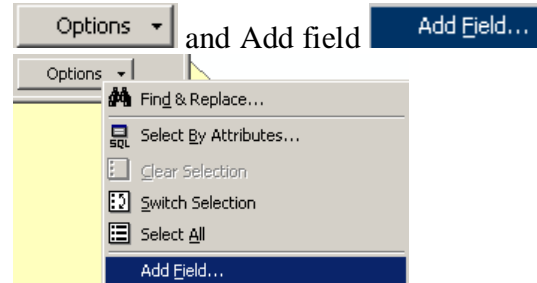 Options and Add field Add Field...
Options
Find & Replace...
SQL Select By Attributes...
Clear Selection
Switch Selection
Select All
Add Field...